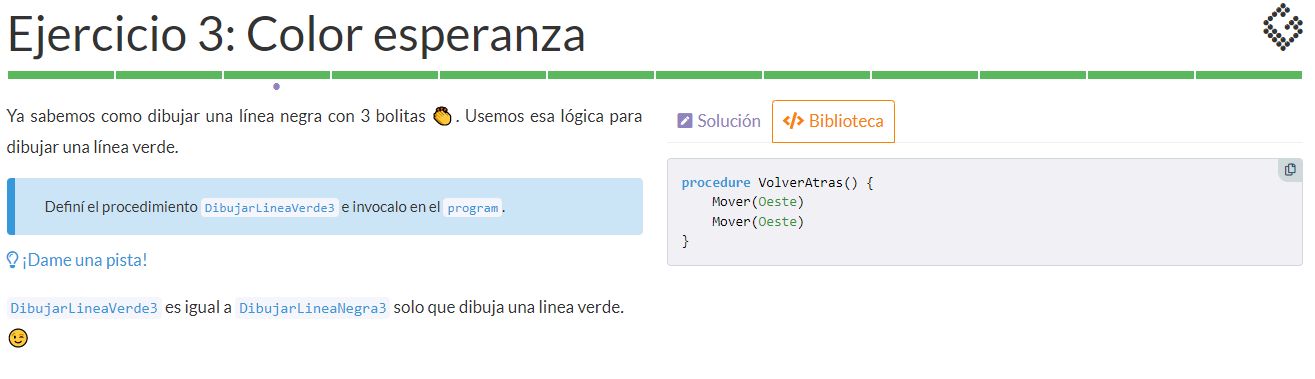 Ejercicio 3: Color esperanza
Ya sabemos como dibujar una línea negra con 3 bolitas 👏. Usemos esa lógica para
dibujar una línea verde.
Definí el procedimiento DibujarLineaVerde3 e invocalo en el program.
¡Dame una pista!
DibujarLineaVerde3 es igual a DibujarLineaNegra3 solo que dibuja una linea verde.
😉
Solución
</> Biblioteca
procedure VolverAtras() {
    Mover(Oeste)
    Mover(Oeste)
}